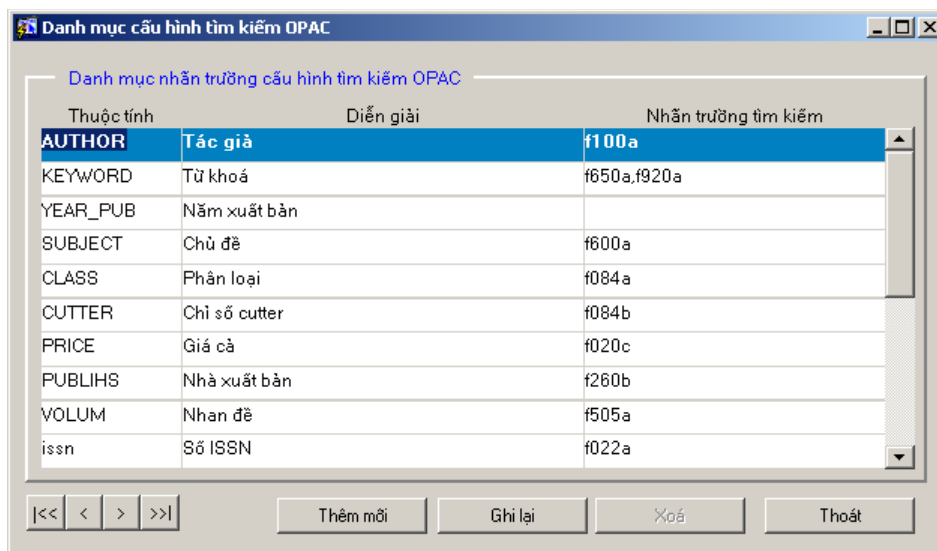 Danh mục cấu hình tìm kiếm OPAC
Danh mục nhãn trường cấu hình tìm kiếm OPAC
Thuộc tính Diễn giải Nhãn trường tìm kiếm
AUTHOR Tác giả f100a
KEYWORD Từ khoá f650a,f920a
YEAR_PUB Năm xuất bản
SUBJECT Chủ đề f600a
CLASS Phân loại f084a
CUTTER Chỉ số cutter f084b
PRICE Giá cả f020c
PUBLIHS Nhà xuất bản f260b
VOLUM Nhan đề f505a
issn Số ISSN f022a
|<< < > >>| Thêm mới Ghi lại Xoá Thoát